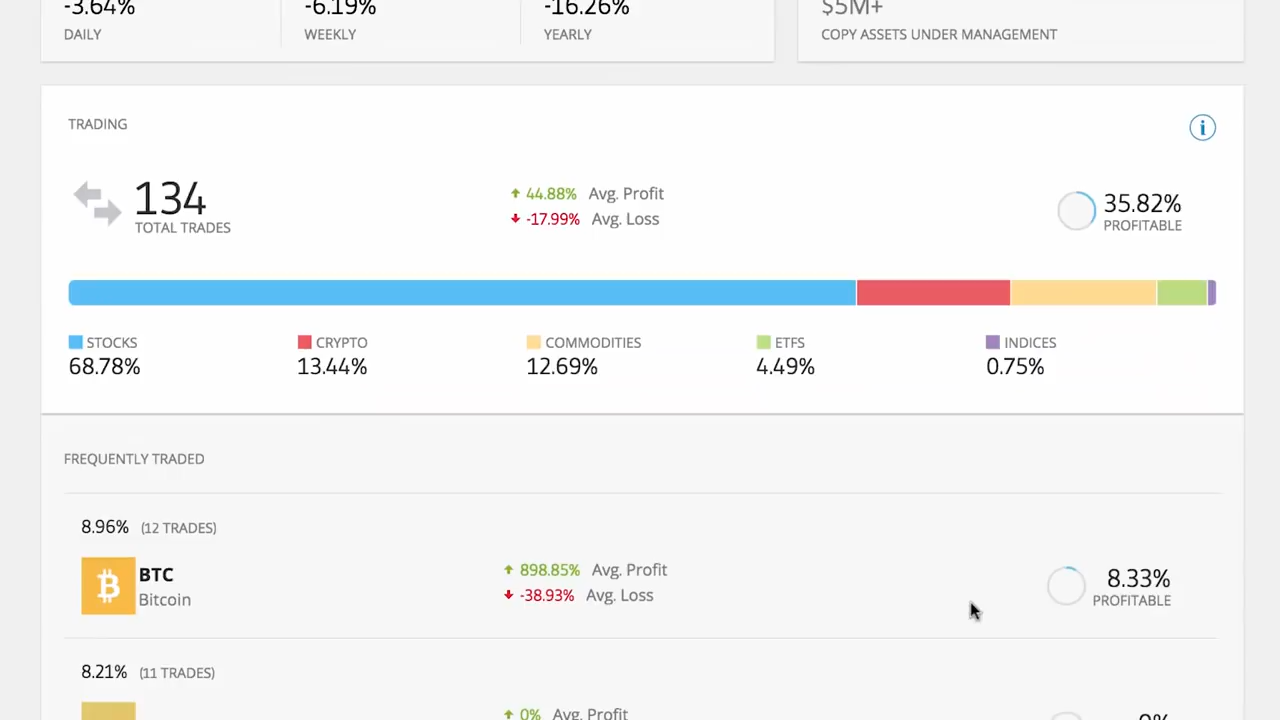 -3.64%
-6.19%
-16.26%
$5M+
DAILY
WEEKLY
YEARLY
COPY ASSETS UNDER MANAGEMENT
TRADING
i
134
TOTAL TRADES
44.88% Avg. Profit
-17.99% Avg. Loss
35.82%
PROFITABLE
STOCKS
68.78%
CRYPTO
13.44%
COMMODITIES
12.69%
ETFS
4.49%
INDICES
0.75%
FREQUENTLY TRADED
8.96% (12 TRADES)
BTC
Bitcoin
898.85% Avg. Profit
-38.93% Avg. Loss
8.33%
PROFITABLE
8.21% (11 TRADES)
0% Avg. Profit
0%